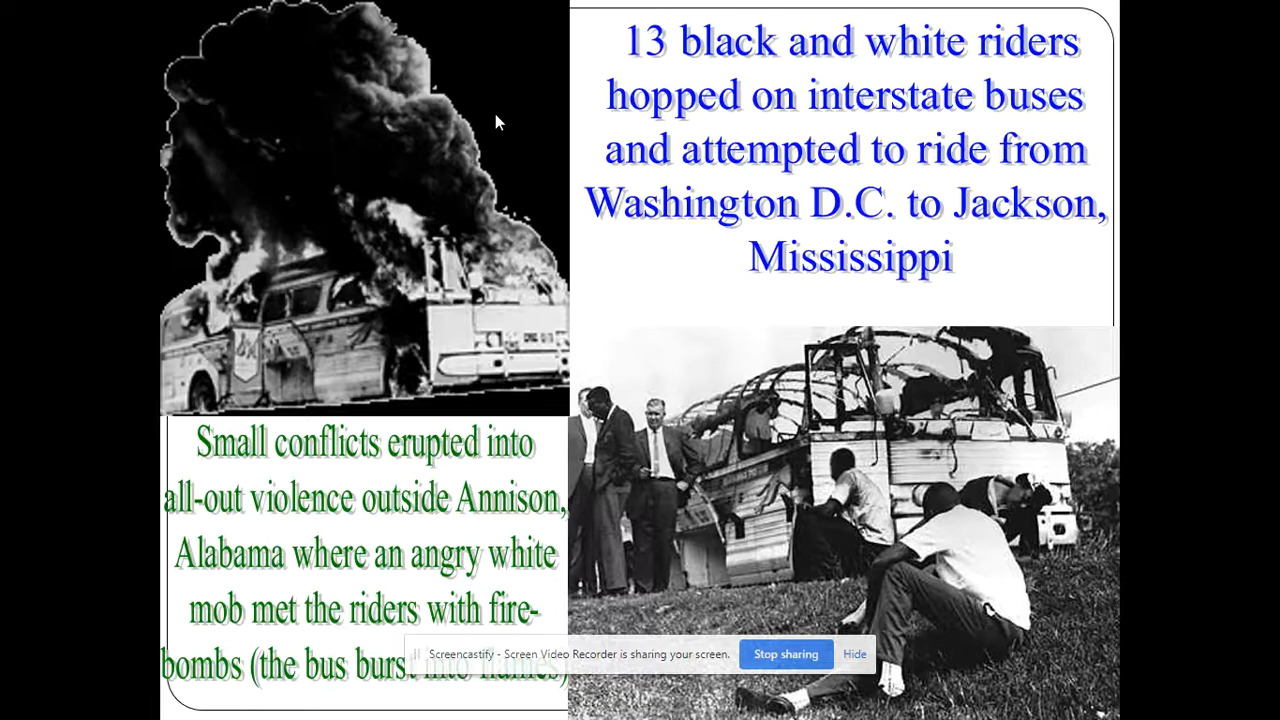 13 black and white riders
hopped on interstate buses
and attempted to ride from
Washington D.C. to Jackson,
Mississippi
Small conflicts erupted into
all-out violence outside Annison,
Alabama where an angry white
mob met the riders with fire-
bombs (the bus burst into flames)
Screencastify - Screen Video Recorder is sharing your screen.
Stop sharing
Hide